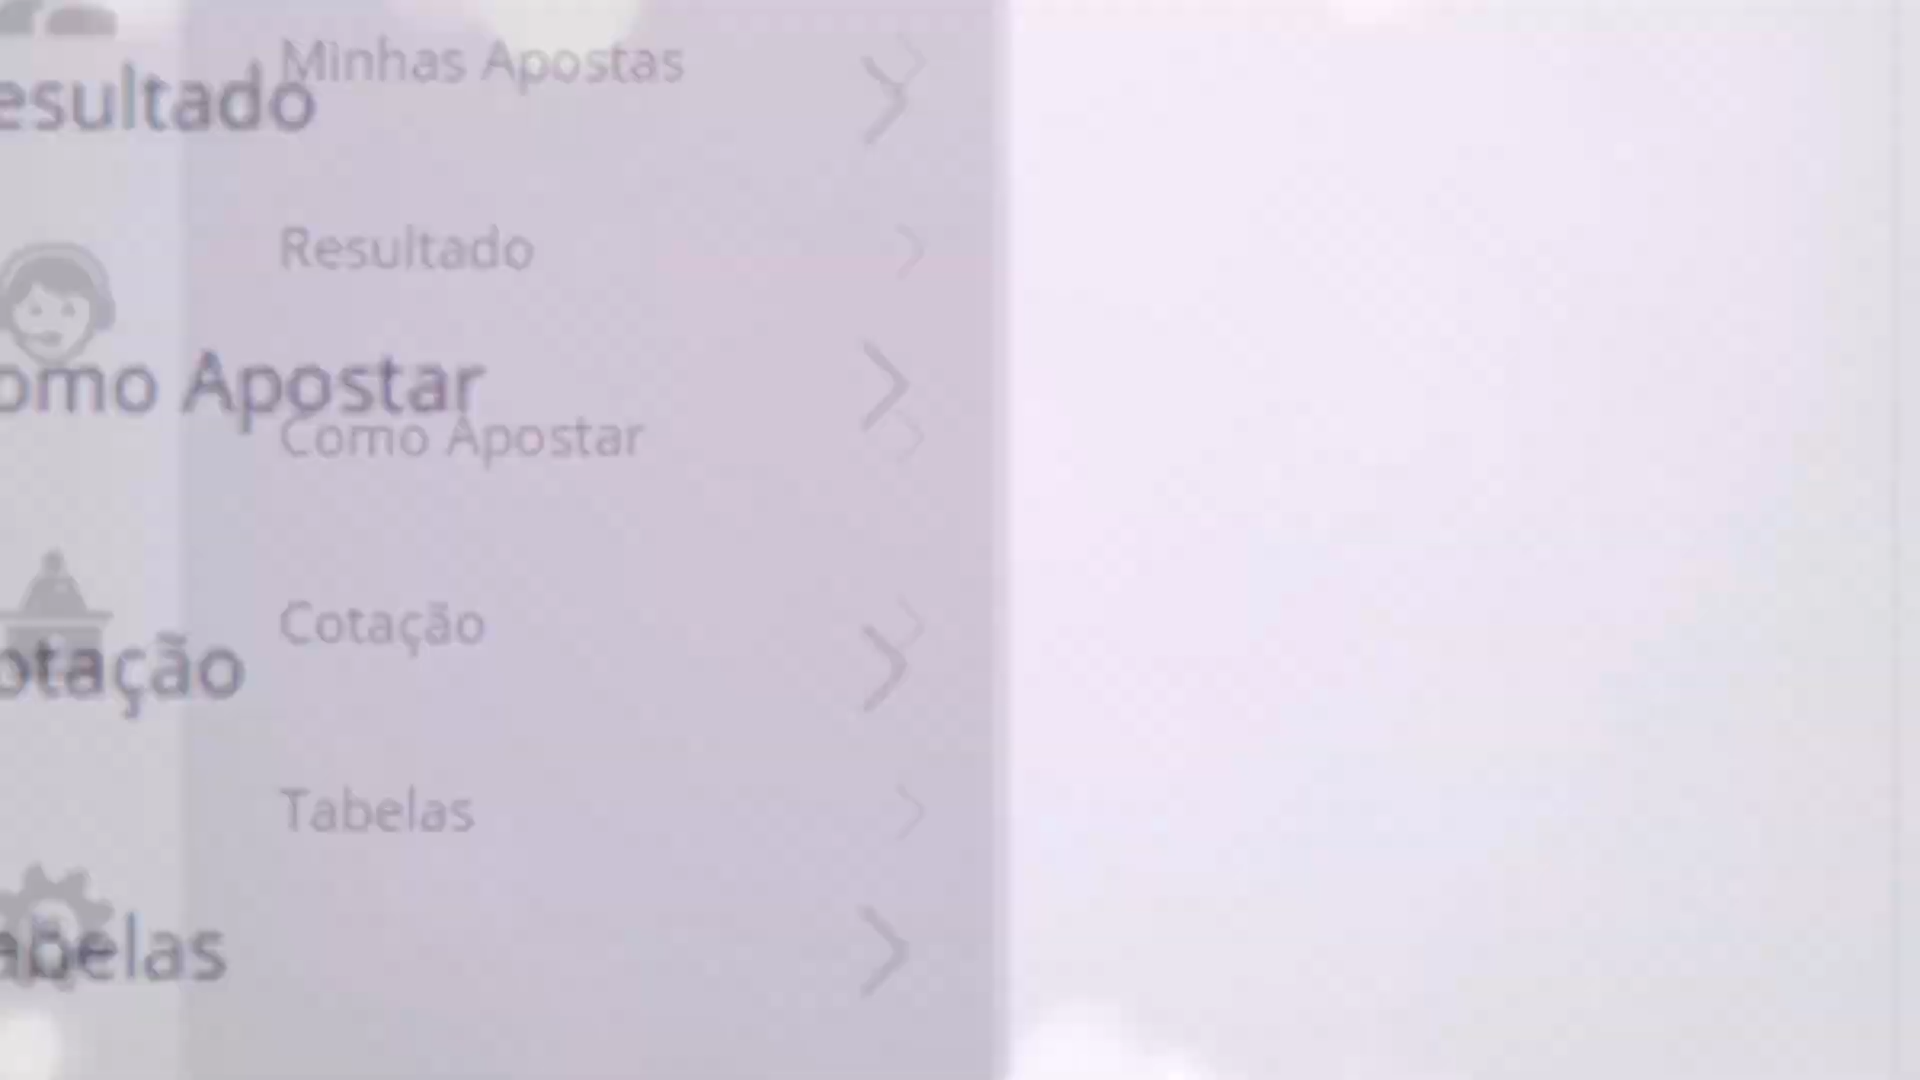 Minhas Apostas
esultado
Resultado
omo Apostar
Como Apostar
Cotação
otação
Tabelas
abelas